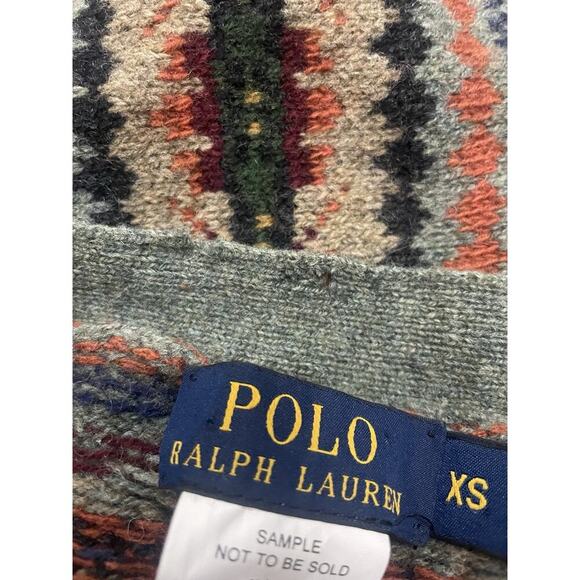 POLO
RALPH LAUREN
XS
SAMPLE
NOT TO BE SOLD